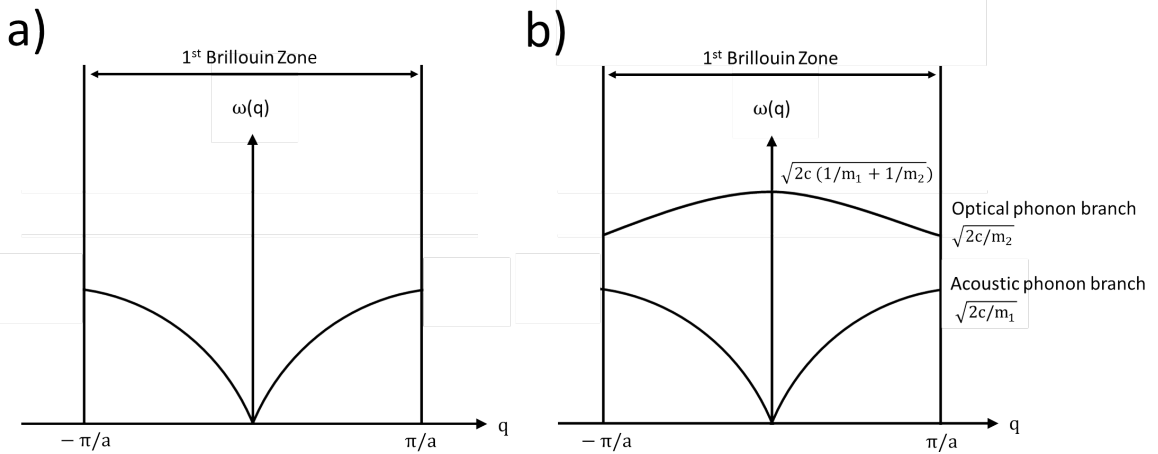 a)
1st Brillouin Zone
ω(q)
q
− π/a
π/a
b)
1st Brillouin Zone
ω(q)
√2c (1/m₁ + 1/m₂)
Optical phonon branch
√2c/m₂
Acoustic phonon branch
√2c/m₁
q
− π/a
π/a